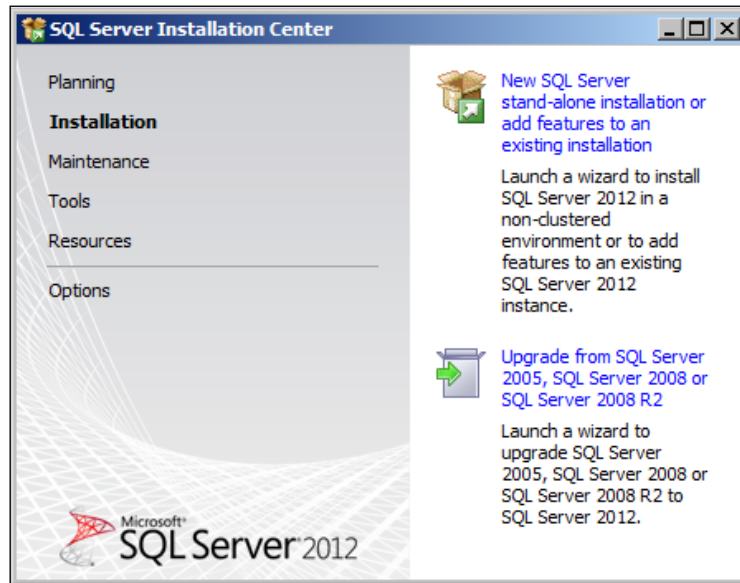 SQL Server Installation Center
Planning
Installation
Maintenance
Tools
Resources
Options
Microsoft®
SQL Server® 2012
New SQL Server
stand-alone installation or
add features to an
existing installation
Launch a wizard to install
SQL Server 2012 in a
non-clustered
environment or to add
features to an existing
SQL Server 2012
instance.
Upgrade from SQL Server
2005, SQL Server 2008 or
SQL Server 2008 R2
Launch a wizard to
upgrade SQL Server
2005, SQL Server 2008 or
SQL Server 2008 R2 to
SQL Server 2012.